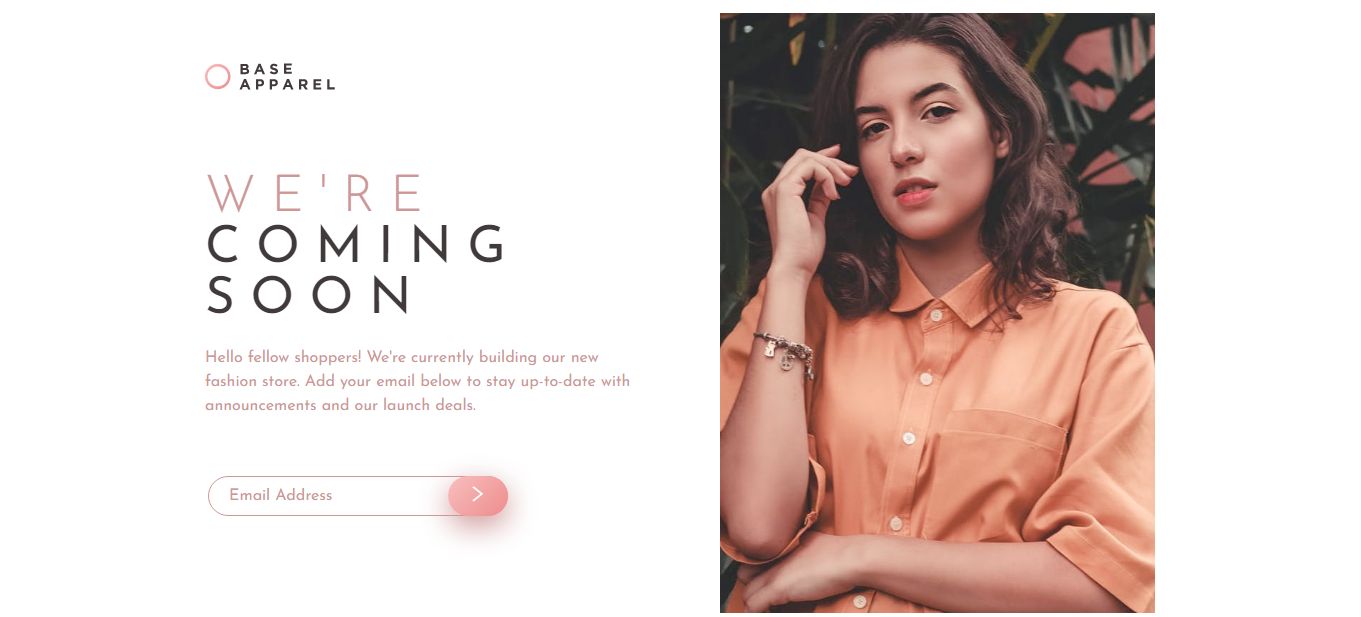 BASE
APPAREL
WE'RE
COMING
SOON
Hello fellow shoppers! We're currently building our new
fashion store. Add your email below to stay up-to-date with
announcements and our launch deals.
Email Address